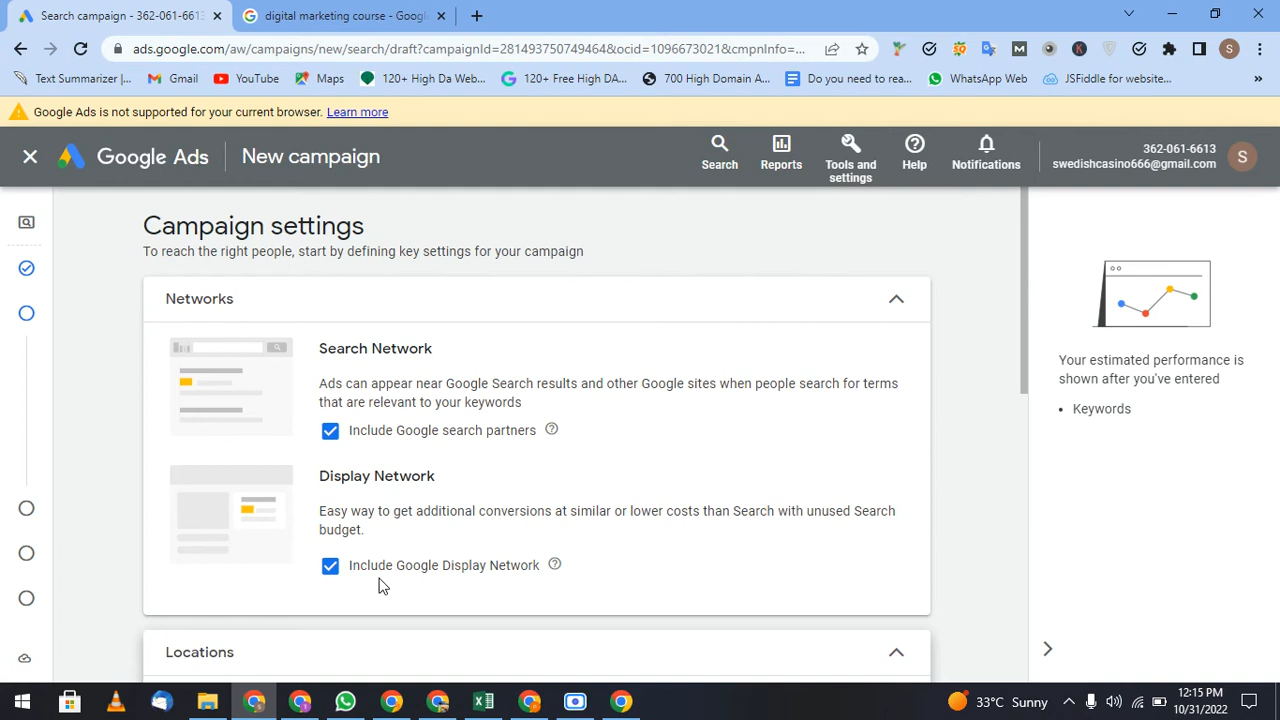 Search campaign - 362-061-6613
digital marketing course - Googl
ads.google.com/aw/campaigns/new/search/draft?campaignId=281493750749464&ocid=1096673021&cmpnInfo=...
S
Text Summarizer |...
Gmail
YouTube
Maps
120+ High Da Web...
120+ Free High DA...
700 High Domain A...
Do you need to rea...
WhatsApp Web
JSFiddle for website...
»
Google Ads is not supported for your current browser. Learn more
Google Ads
New campaign
Search
Reports
Tools and settings
Help
Notifications
362-061-6613
swedishcasino666@gmail.com
S
Campaign settings
To reach the right people, start by defining key settings for your campaign
Networks
Search Network
Ads can appear near Google Search results and other Google sites when people search for terms
that are relevant to your keywords
Include Google search partners
Display Network
Easy way to get additional conversions at similar or lower costs than Search with unused Search
budget.
Include Google Display Network
Locations
Your estimated performance is
shown after you've entered
• Keywords
33°C Sunny
12:15 PM
10/31/2022